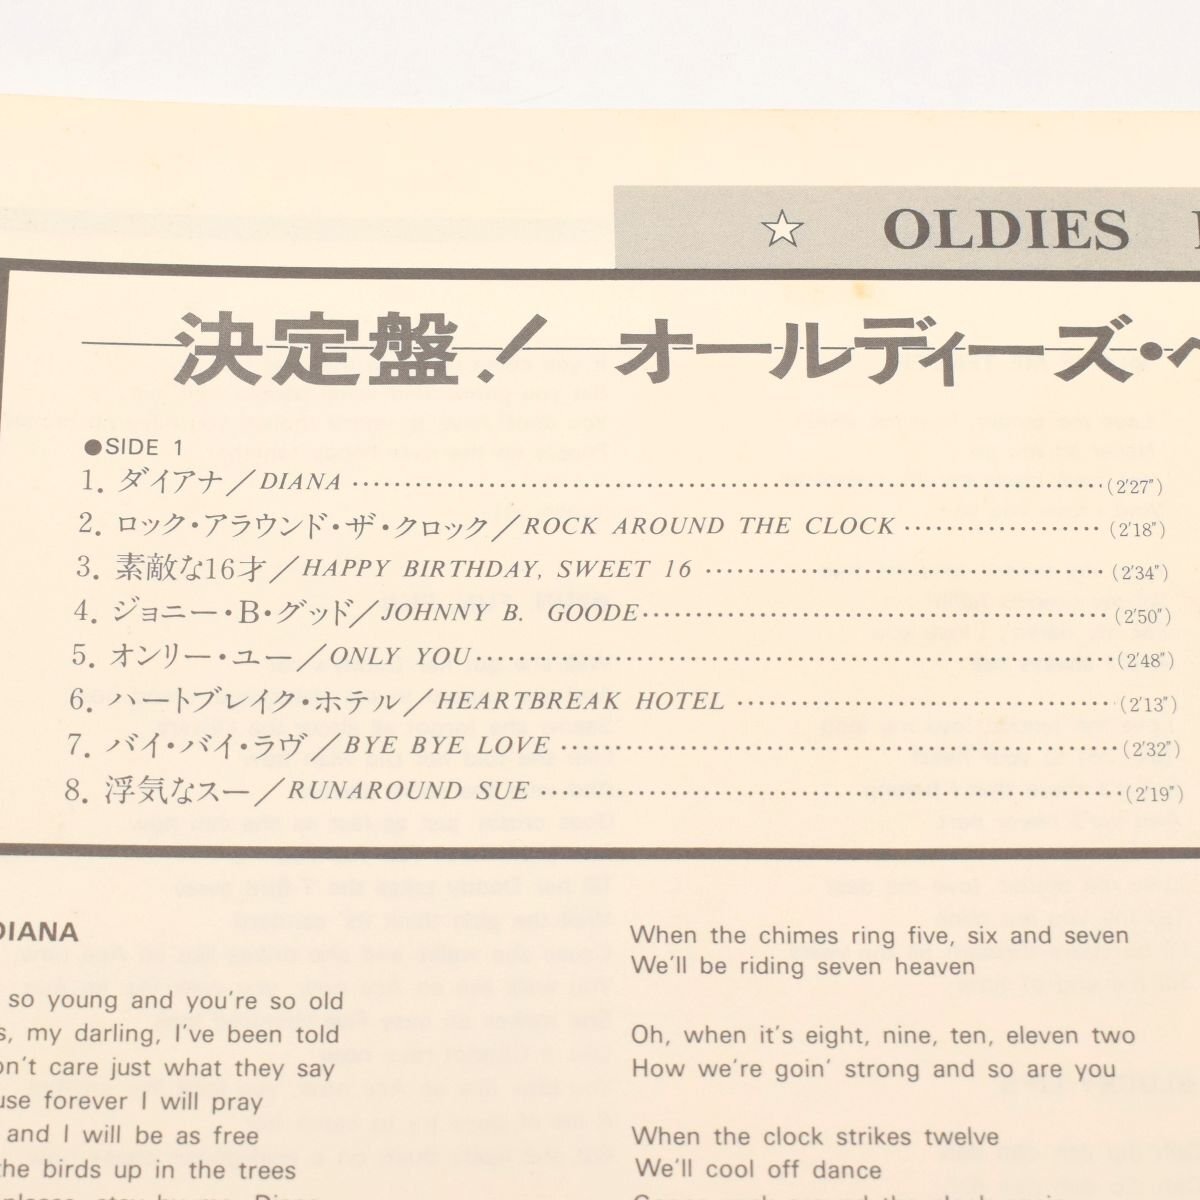 ☆ OLDIES
決定盤! オールディーズ・ベ
●SIDE 1
1. ダイアナ/DIANA ……(2'27")
2. ロック・アラウンド・ザ・クロック/ROCK AROUND THE CLOCK ……(2'18")
3. 素敵な16才/HAPPY BIRTHDAY, SWEET 16 ……(2'34")
4. ジョニー・B・グッド/JOHNNY B. GOODE ……(2'50")
5. オンリー・ユー/ONLY YOU ……(2'48")
6. ハートブレイク・ホテル/HEARTBREAK HOTEL ……(2'13")
7. バイ・バイ・ラヴ/BYE BYE LOVE ……(2'32")
8. 浮気なスー/RUNAROUND SUE ……(2'19")
DIANA
so young and you're so old
my darling, I've been told
care just what they say
forever I will pray
and I will be as free
the birds up in the trees
stay by me, Diana
When the chimes ring five, six and seven
We'll be riding seven heaven
Oh, when it's eight, nine, ten, eleven two
How we're goin' strong and so are you
When the clock strikes twelve
We'll cool off dance